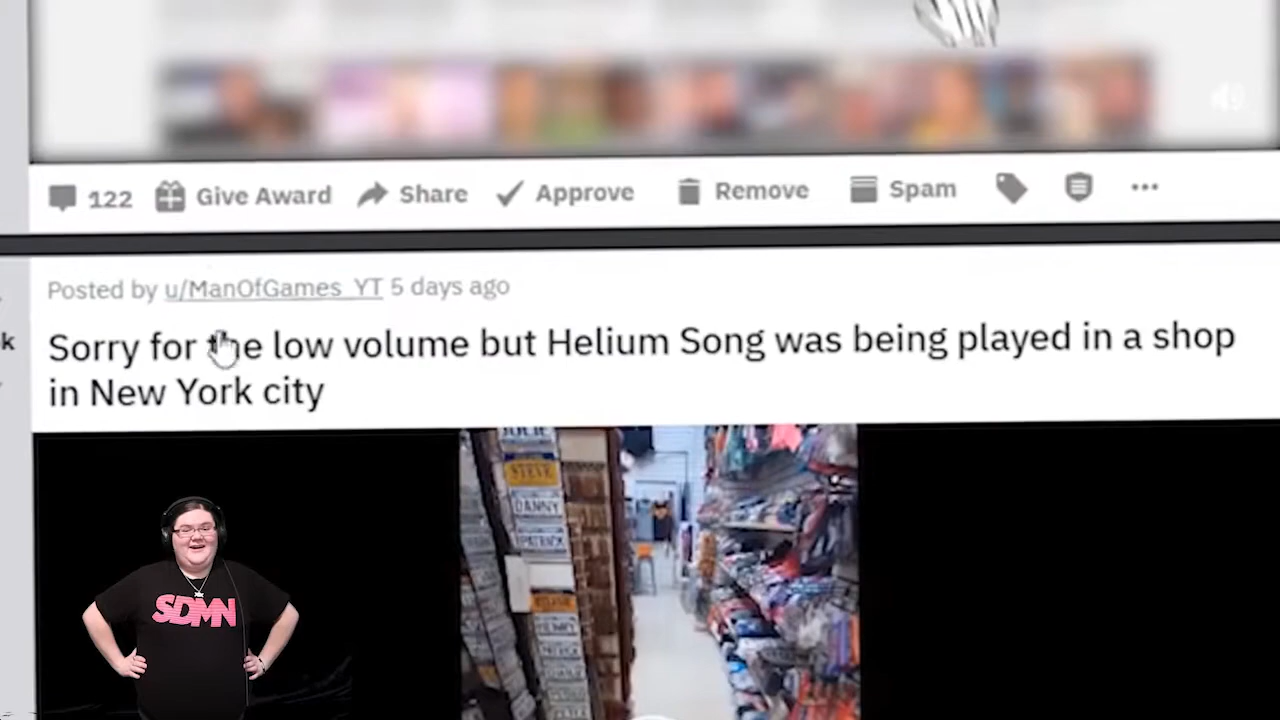 122 Give Award Share Approve Remove Spam
Posted by u/ManOfGames_YT 5 days ago
k
Sorry for the low volume but Helium Song was being played in a shop
in New York city
STEVE
DANNY
PATRICK
SDMN